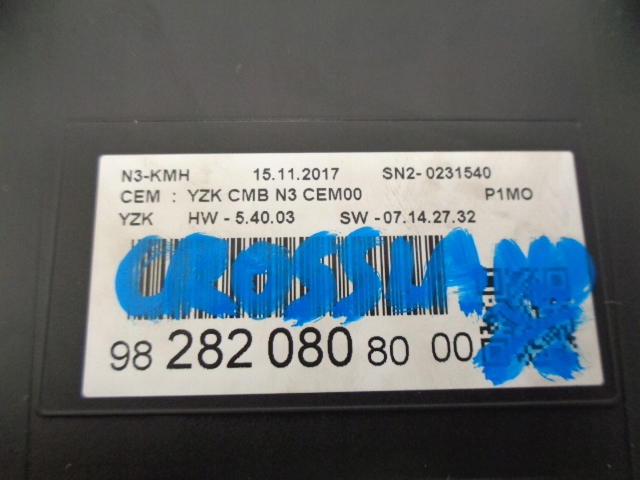 N3-KMH 15.11.2017 SN2- 0231540
CEM : YZK CMB N3 CEM00 P1MO
YZK HW - 5.40.03 SW - 07.14.27.32
CROSSLAND
X
98 282 080 80 00